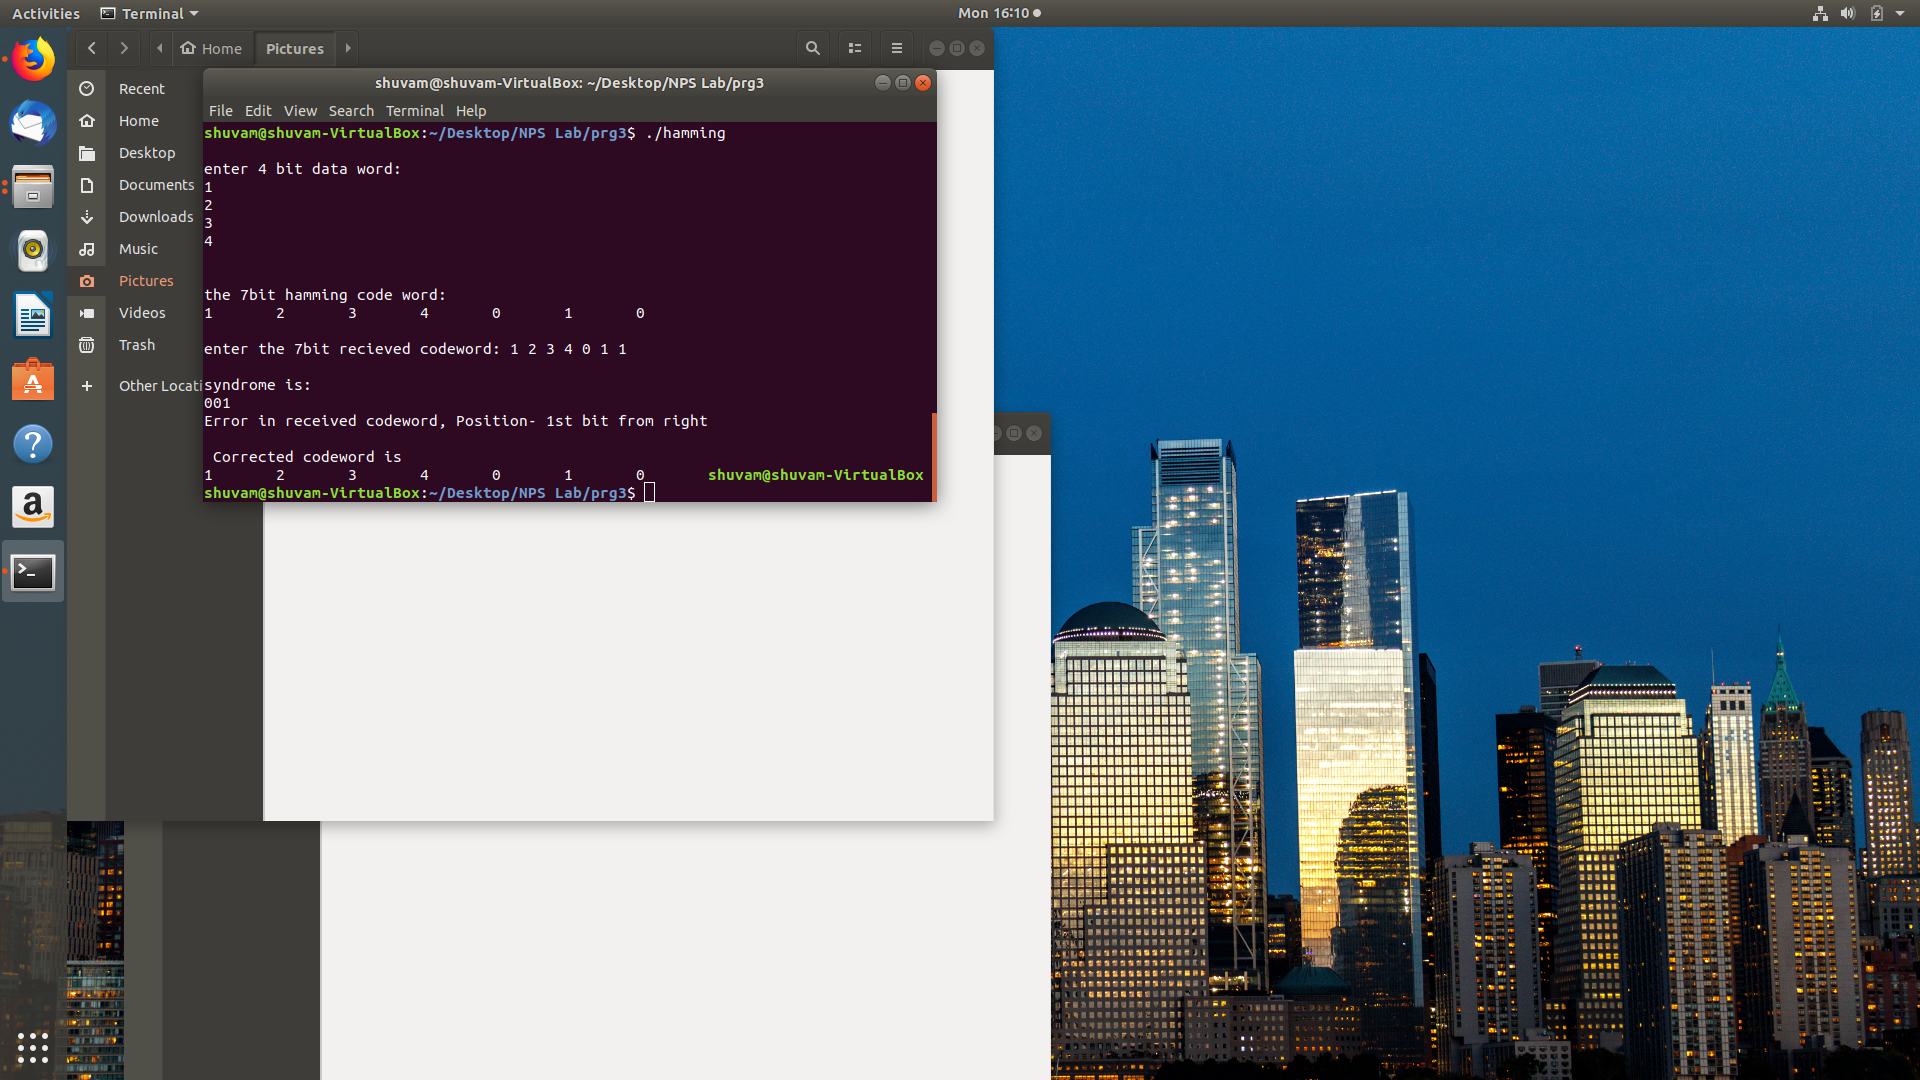 Activities Terminal Mon 16:10
Home Pictures
Recent
Home
Desktop
Documents
Downloads
Music
Pictures
Videos
Trash
Other Locati
shuvam@shuvam-VirtualBox: ~/Desktop/NPS Lab/prg3
File Edit View Search Terminal Help
shuvam@shuvam-VirtualBox:~/Desktop/NPS Lab/prg3$ ./hamming
enter 4 bit data word:
1
2
3
4
the 7bit hamming code word:
1 2 3 4 0 1 0
enter the 7bit recieved codeword: 1 2 3 4 0 1 1
syndrome is:
001
Error in received codeword, Position- 1st bit from right
Corrected codeword is
1 2 3 4 0 1 0 shuvam@shuvam-VirtualBox
shuvam@shuvam-VirtualBox:~/Desktop/NPS Lab/prg3$